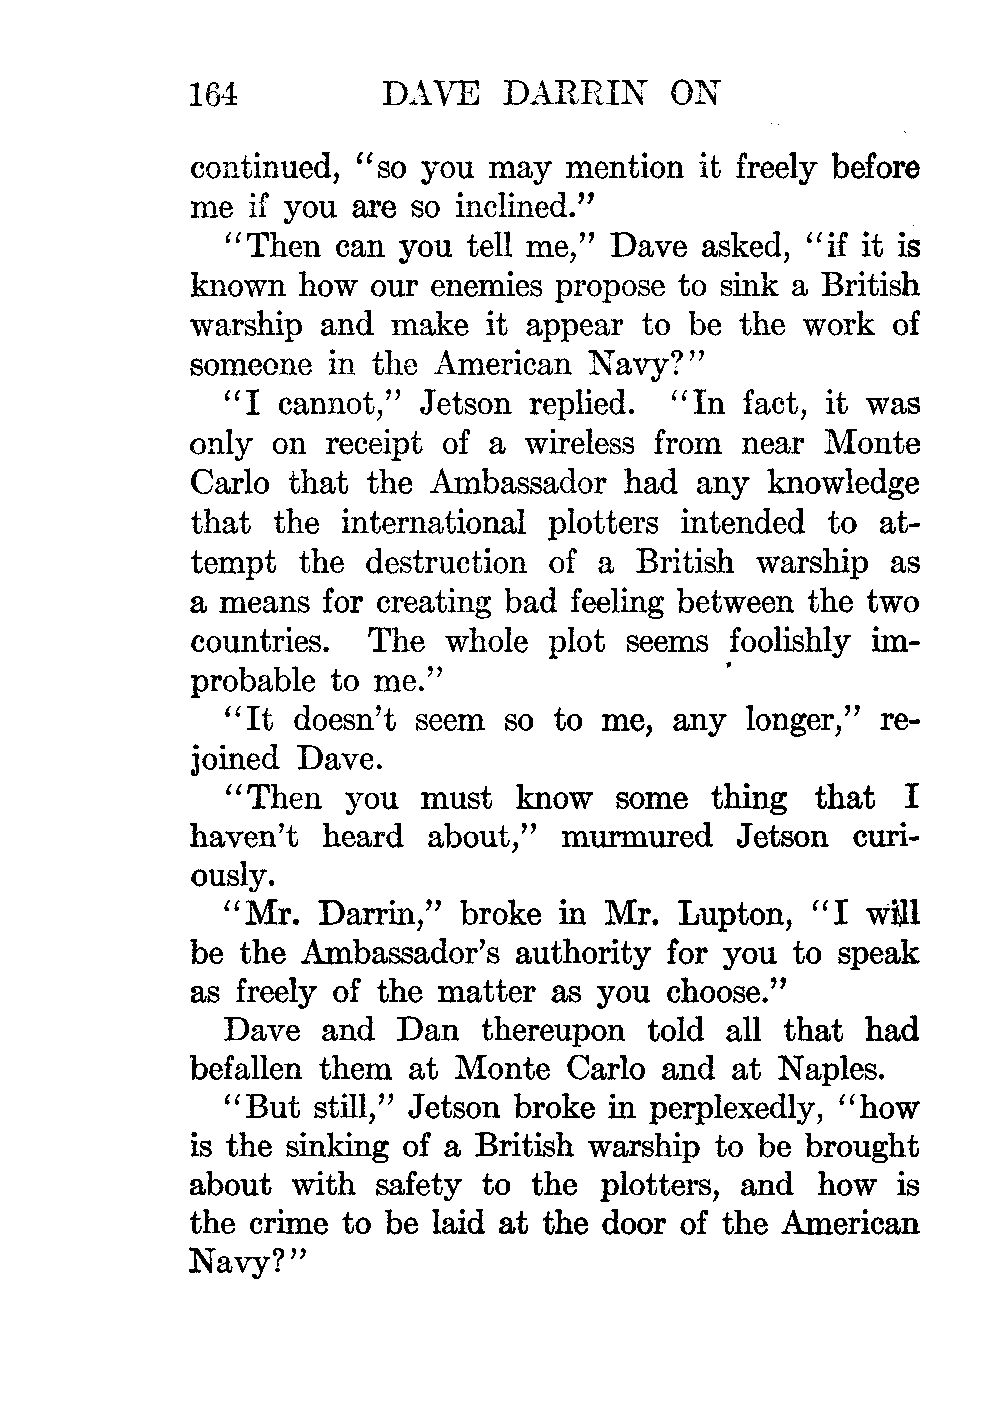 164 DAVE DARRIN ON
continued, “so you may mention it freely before
me if you are so inclined.”
“Then can you tell me,” Dave asked, “if it is
known how our enemies propose to sink a British
warship and make it appear to be the work of
someone in the American Navy?”
“I cannot,” Jetson replied. “In fact, it was
only on receipt of a wireless from near Monte
Carlo that the Ambassador had any knowledge
that the international plotters intended to at-
tempt the destruction of a British warship as
a means for creating bad feeling between the two
countries. The whole plot seems foolishly im-
probable to me.”
“It doesn’t seem so to me, any longer,” re-
joined Dave.
“Then you must know some thing that I
haven’t heard about,” murmured Jetson curi-
ously.
“Mr. Darrin,” broke in Mr. Lupton, “I will
be the Ambassador’s authority for you to speak
as freely of the matter as you choose.”
Dave and Dan thereupon told all that had
befallen them at Monte Carlo and at Naples.
“But still,” Jetson broke in perplexedly, “how
is the sinking of a British warship to be brought
about with safety to the plotters, and how is
the crime to be laid at the door of the American
Navy?”